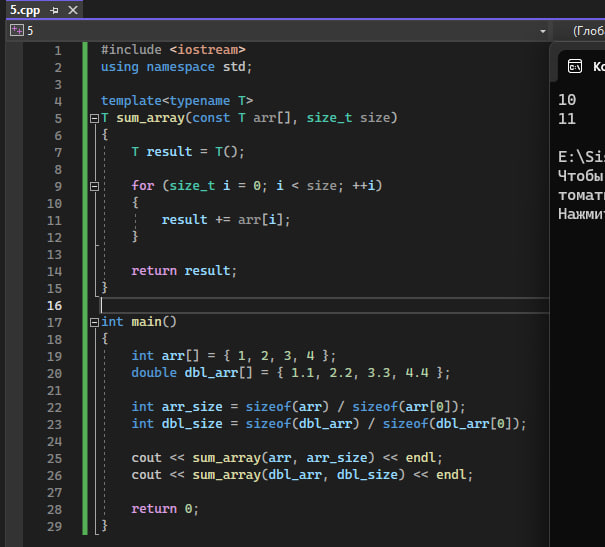 5.cpp
5
(Глоб
1 #include <iostream>
2 using namespace std;
3
4 template<typename T>
5 T sum_array(const T arr[], size_t size)
6 {
7 T result = T();
8
9 for (size_t i = 0; i < size; ++i)
10 {
11 result += arr[i];
12 }
13
14 return result;
15 }
16
17 int main()
18 {
19 int arr[] = { 1, 2, 3, 4 };
20 double dbl_arr[] = { 1.1, 2.2, 3.3, 4.4 };
21
22 int arr_size = sizeof(arr) / sizeof(arr[0]);
23 int dbl_size = sizeof(dbl_arr) / sizeof(dbl_arr[0]);
24
25 cout << sum_array(arr, arr_size) << endl;
26 cout << sum_array(dbl_arr, dbl_size) << endl;
27
28 return 0;
29 }
Ко
10
11
E:\Sis
Чтобы
томати
Нажмит